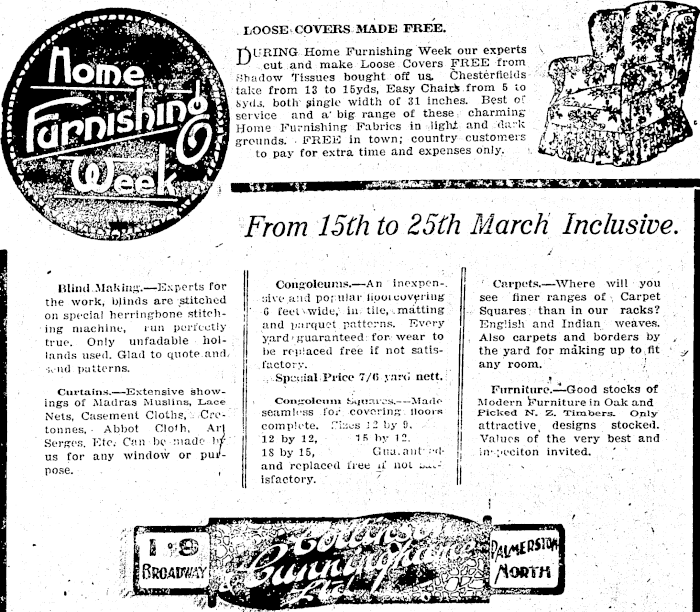 Home
Furnishing
Week
LOOSE COVERS MADE FREE.
DURING Home Furnishing Week our experts
cut and make Loose Covers FREE from
Shadow Tissues bought off us. Chesterfields
take from 13 to 15yds, Easy Chairs from 5 to
8yds, both single width of 31 inches. Best of
service and a big range of these charming
Home Furnishing Fabrics in light and dark
grounds. FREE in town; country customers
to pay for extra time and expenses only.
From 15th to 25th March Inclusive.
Blind Making.—Experts for
the work, blinds are stitched
on special herringbone stitch-
ing machine, run perfectly
true. Only unfadable hol-
lands used. Glad to quote and
send patterns.
Curtains.—Extensive show-
ings of Madras Muslins, Lace
Nets, Casement Cloths, Cre-
tonnes, Abbot Cloth, Art
Serges, Etc. Can be made by
us for any window or pur-
pose.
Congoleums.—An inexpen-
sive and popular floorcovering
6 feet wide, in tile, matting
and parquet patterns. Every
yard guaranteed for wear to
be replaced free if not satis-
factory.
Special Price 7/6 yard nett.
Congoleum Squares.—Made
seamless for covering floors
complete. Sizes 12 by 9,
12 by 12, 15 by 12,
18 by 15, Guaranteed
and replaced free if not sat-
isfactory.
Carpets.—Where will you
see finer ranges of Carpet
Squares than in our racks?
English and Indian weaves.
Also carpets and borders by
the yard for making up to fit
any room.
Furniture.—Good stocks of
Modern Furniture in Oak and
Picked N. Z. Timbers. Only
attractive designs stocked.
Values of the very best and
inspeciton invited.
1-9
BROADWAY
Collinson
Cunninghame
Ltd
PALMERSTON
NORTH